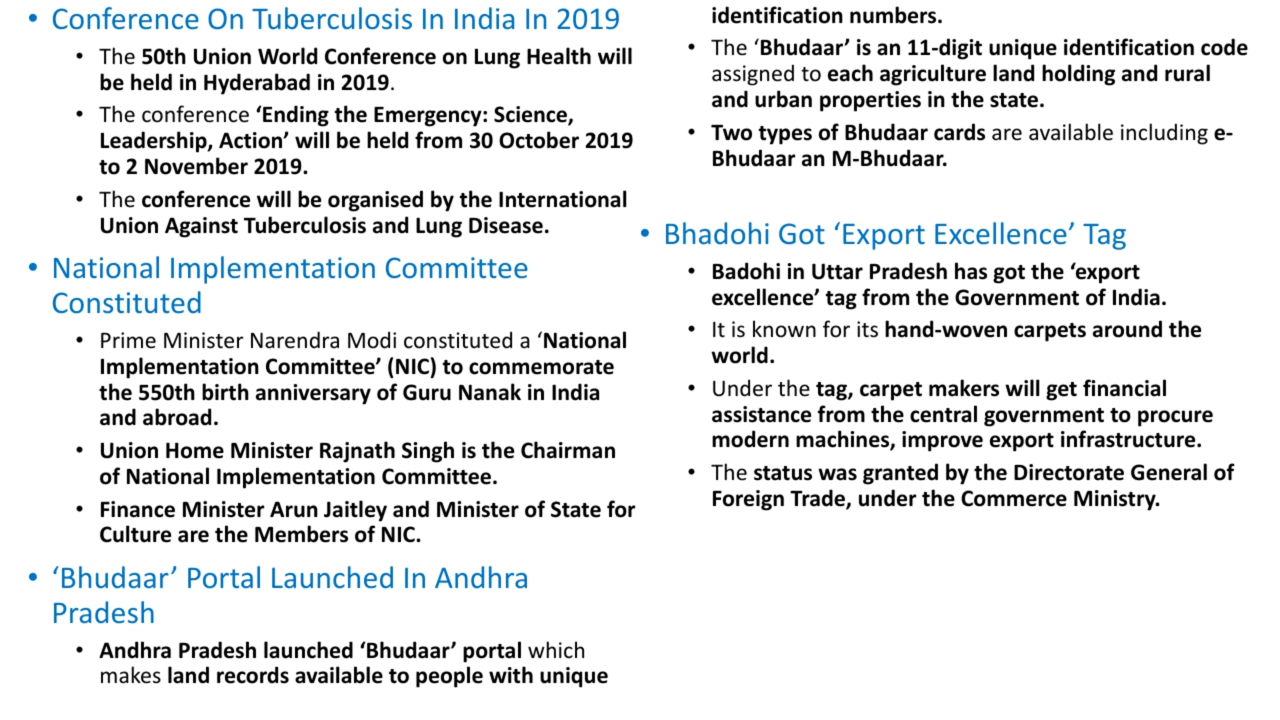 • Conference On Tuberculosis In India In 2019
• The 50th Union World Conference on Lung Health will
be held in Hyderabad in 2019.
• The conference ‘Ending the Emergency: Science,
Leadership, Action’ will be held from 30 October 2019
to 2 November 2019.
• The conference will be organised by the International
Union Against Tuberculosis and Lung Disease.
• National Implementation Committee
Constituted
• Prime Minister Narendra Modi constituted a ‘National
Implementation Committee’ (NIC) to commemorate
the 550th birth anniversary of Guru Nanak in India
and abroad.
• Union Home Minister Rajnath Singh is the Chairman
of National Implementation Committee.
• Finance Minister Arun Jaitley and Minister of State for
Culture are the Members of NIC.
• ‘Bhudaar’ Portal Launched In Andhra
Pradesh
• Andhra Pradesh launched ‘Bhudaar’ portal which
makes land records available to people with unique
identification numbers.
• The ‘Bhudaar’ is an 11-digit unique identification code
assigned to each agriculture land holding and rural
and urban properties in the state.
• Two types of Bhudaar cards are available including e-
Bhudaar an M-Bhudaar.
• Bhadohi Got ‘Export Excellence’ Tag
• Badohi in Uttar Pradesh has got the ‘export
excellence’ tag from the Government of India.
• It is known for its hand-woven carpets around the
world.
• Under the tag, carpet makers will get financial
assistance from the central government to procure
modern machines, improve export infrastructure.
• The status was granted by the Directorate General of
Foreign Trade, under the Commerce Ministry.